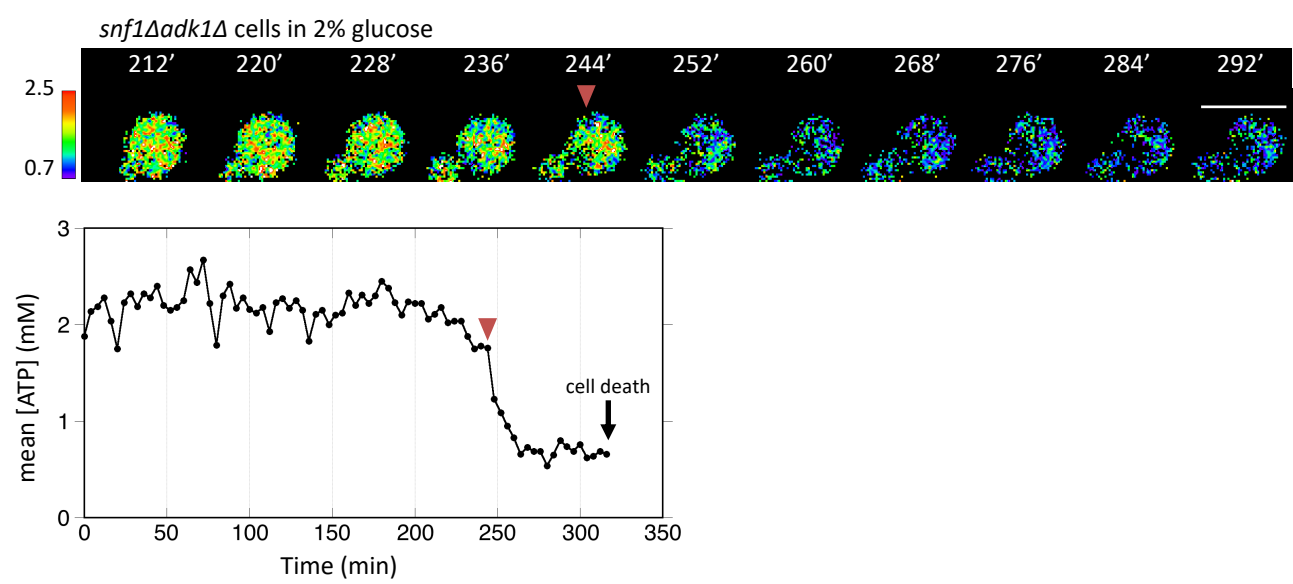 snf1Δadk1Δ cells in 2% glucose
212’ 220’ 228’ 236’ 244’ 252’ 260’ 268’ 276’ 284’ 292’
2.5
0.7
3
2
1
0
mean [ATP] (mM)
cell death
0 50 100 150 200 250 300 350
Time (min)